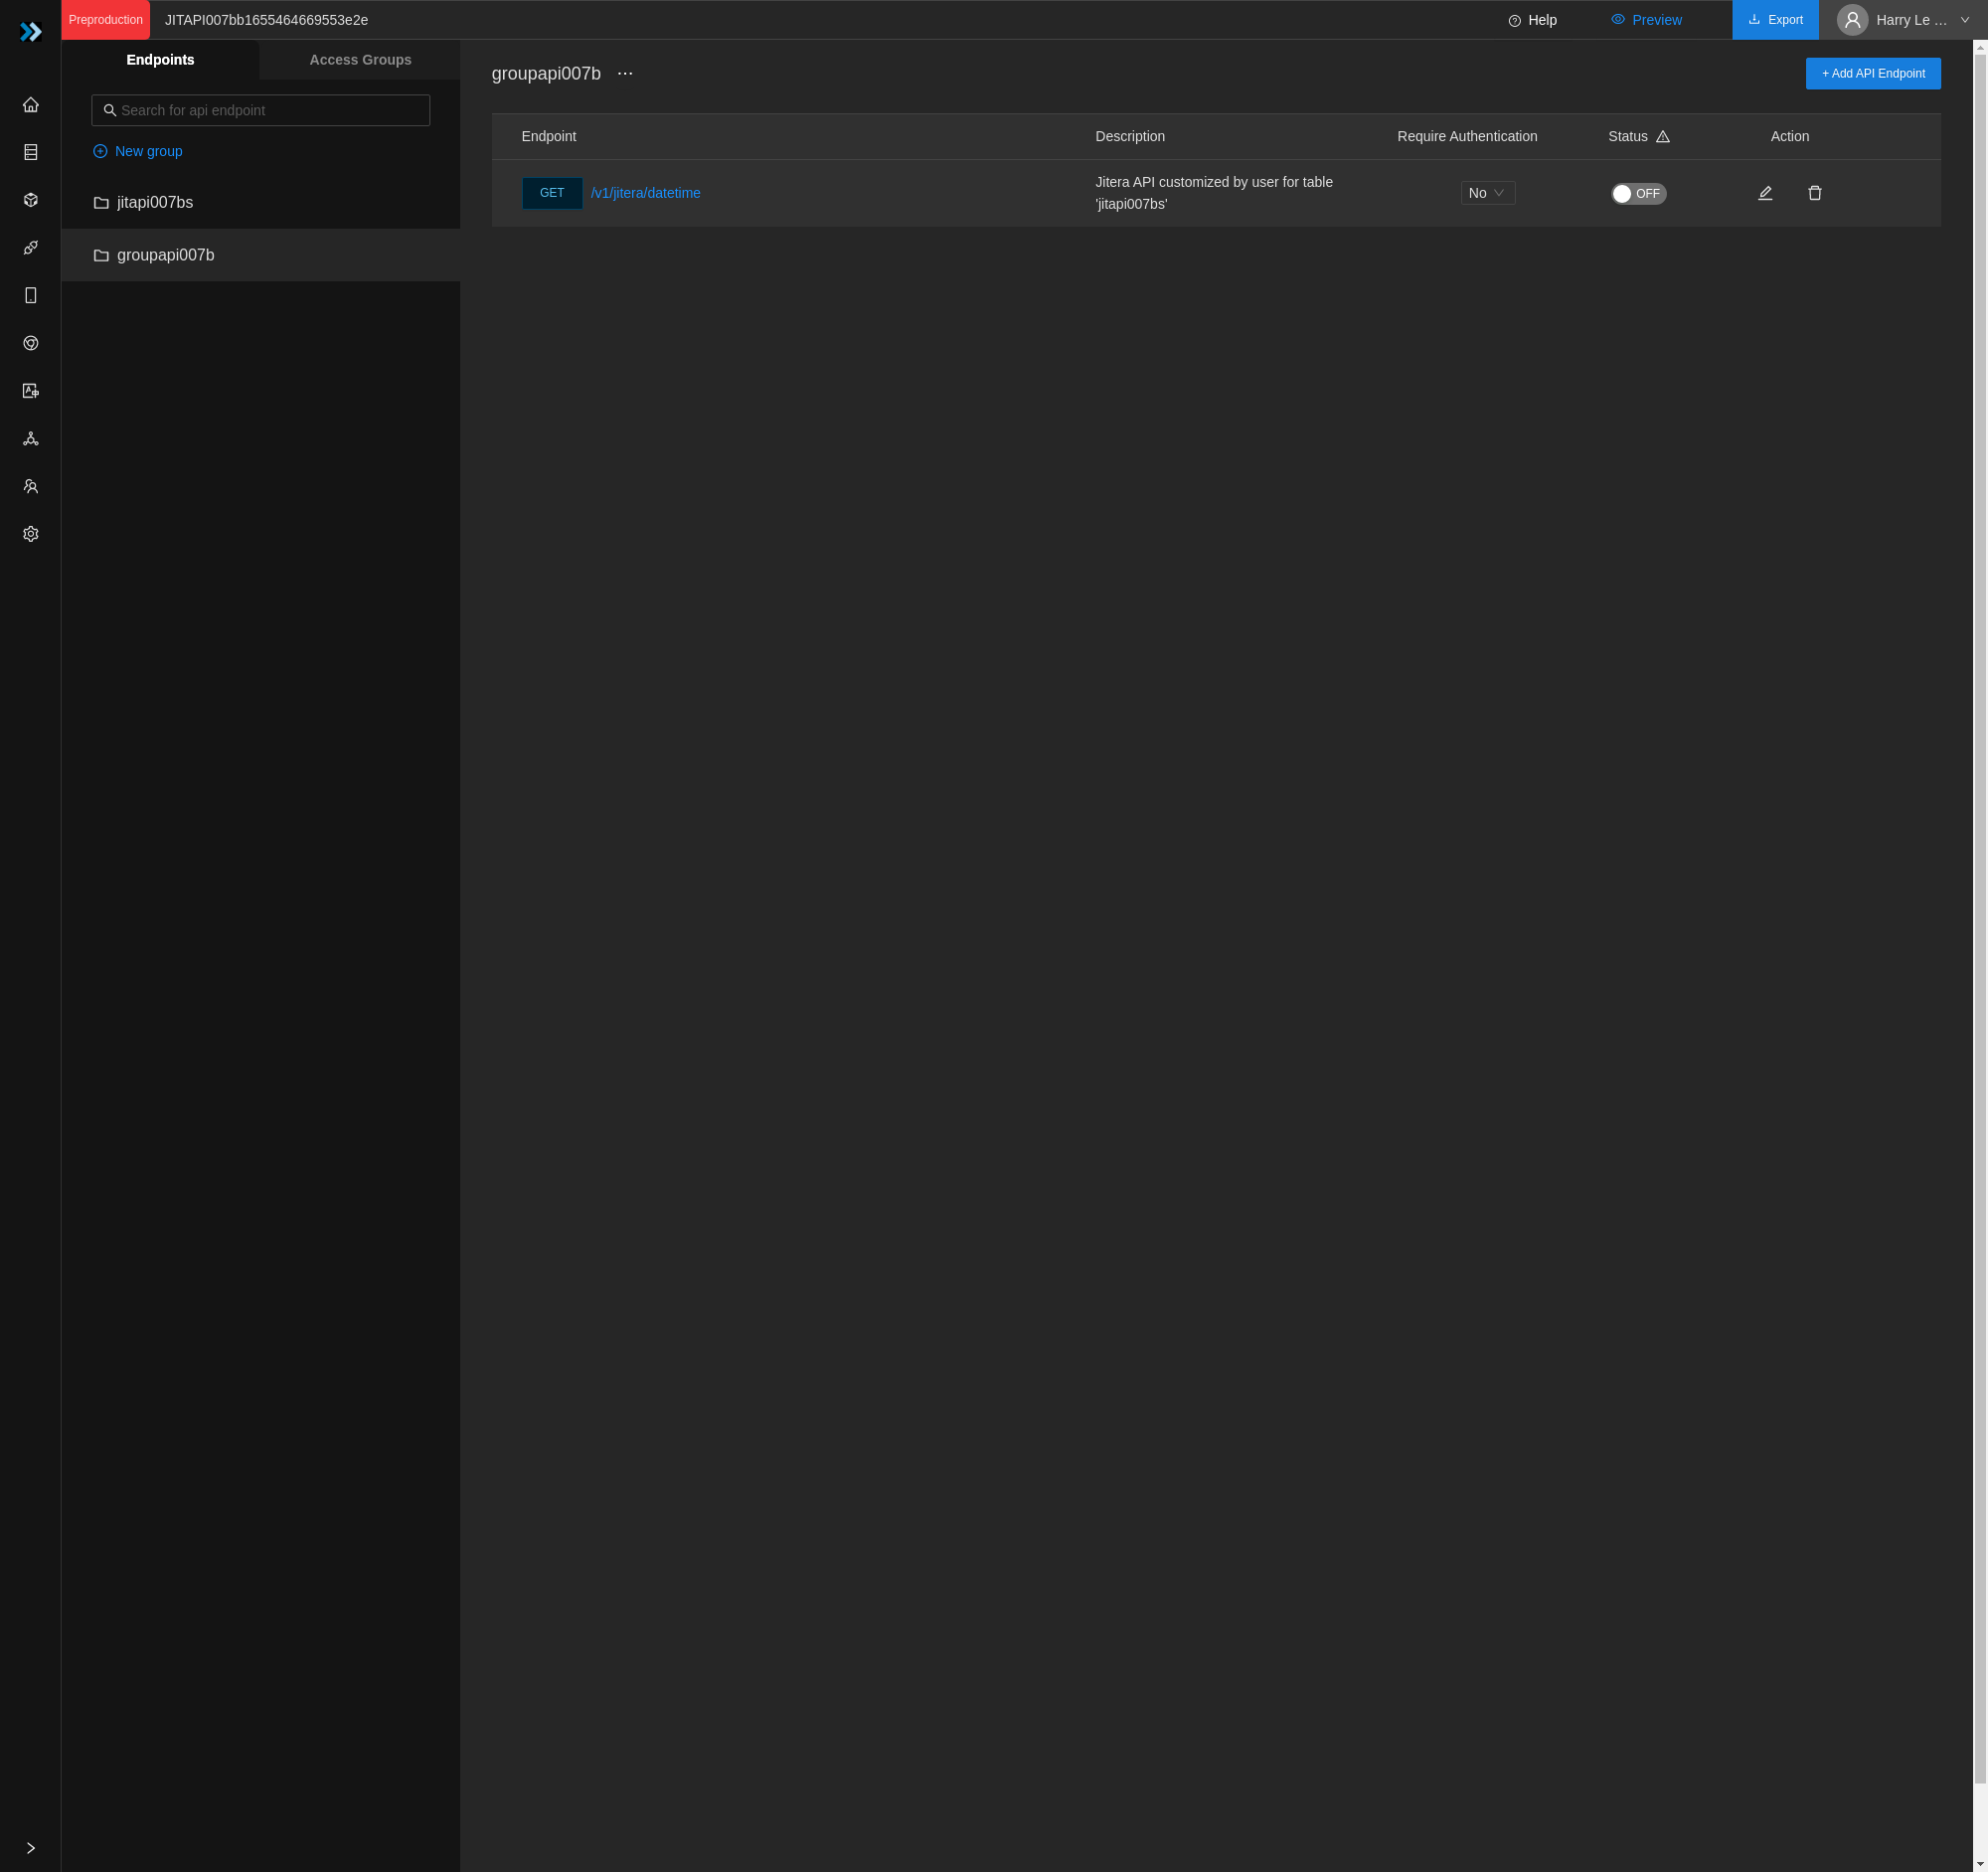 Preproduction
JITAPI007bb1655464669553e2e
Help
Preview
Export
Harry Le ...
Endpoints
Access Groups
Search for api endpoint
New group
jitapi007bs
groupapi007b
groupapi007b ···
+ Add API Endpoint
Endpoint
Description
Require Authentication
Status
Action
GET
/v1/jitera/datetime
Jitera API customized by user for table
'jitapi007bs'
No
OFF